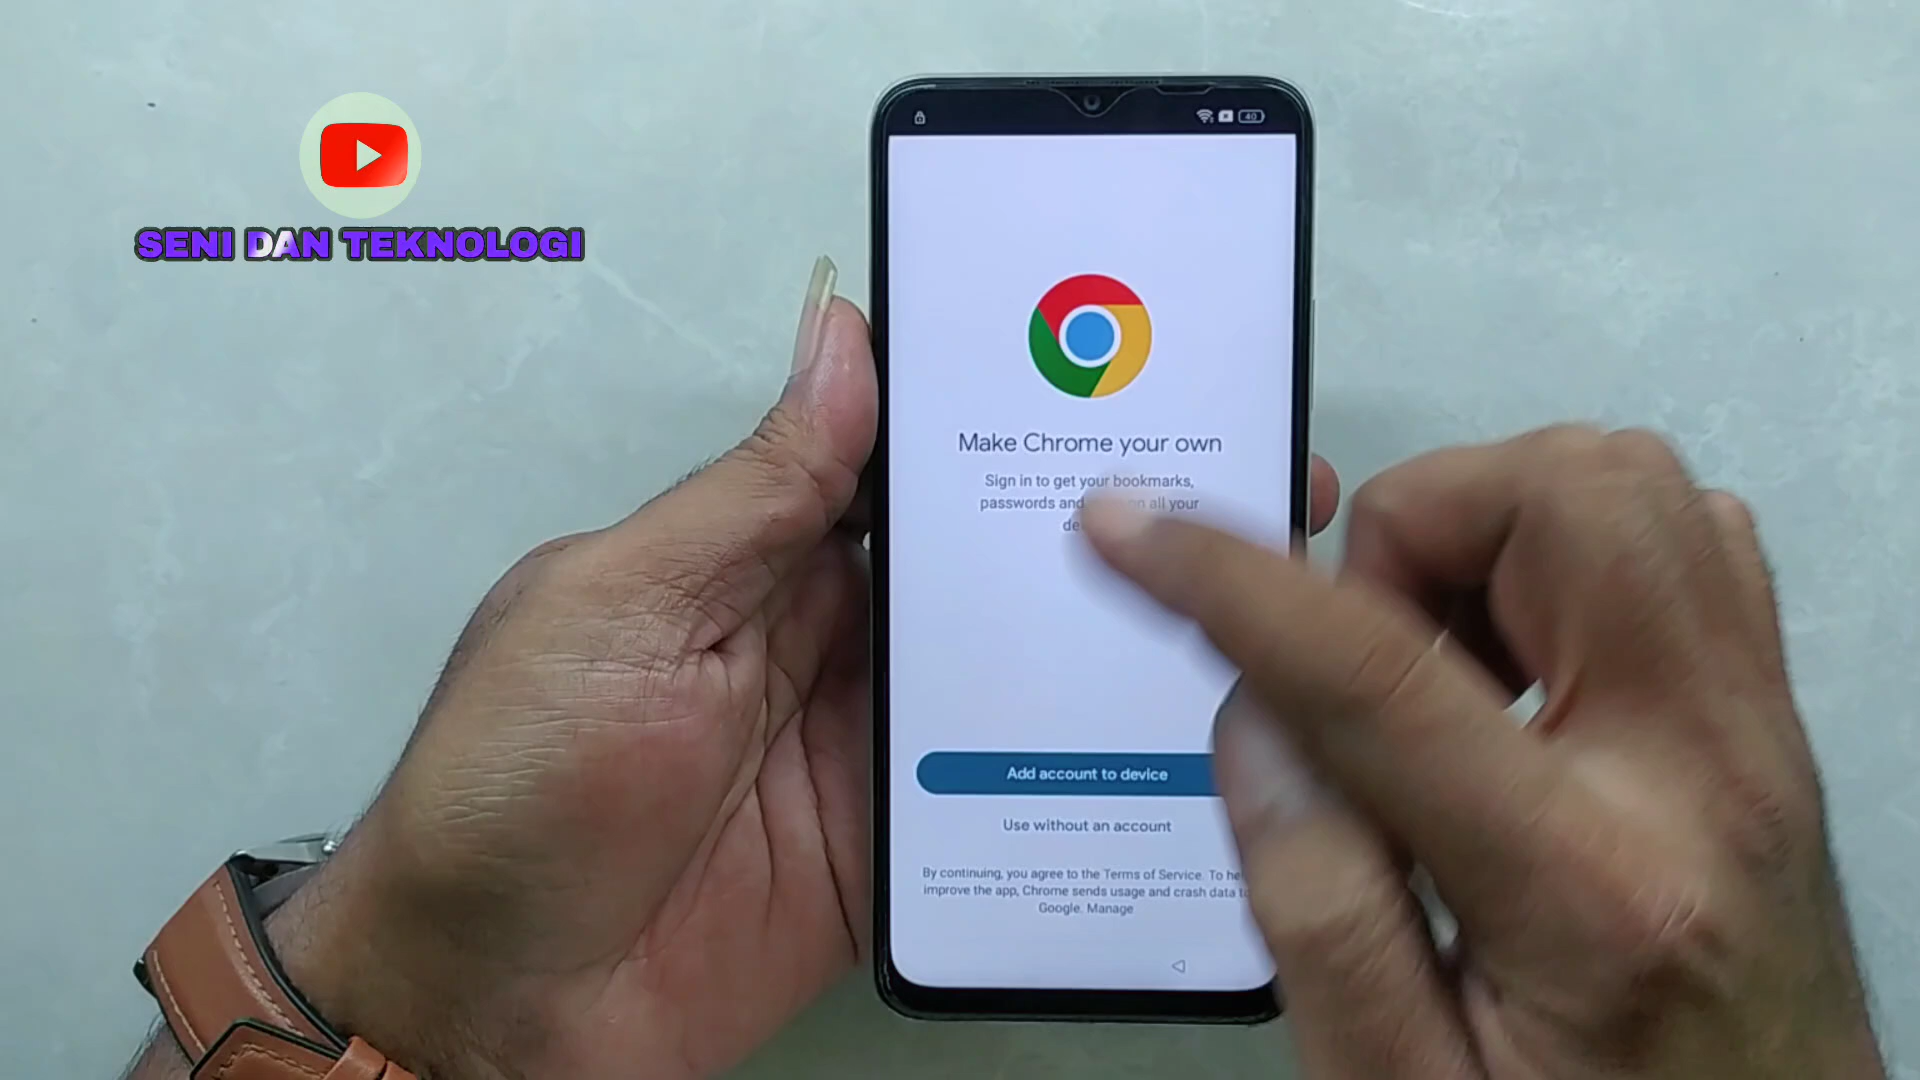 SENI DAN TEKNOLOGI
40
Make Chrome your own
Sign in to get your bookmarks,
passwords and on all your
Add account to device
Use without an account
By continuing, you agree to the Terms of Service. To
improve the app, Chrome sends usage and crash data
Google. Manage